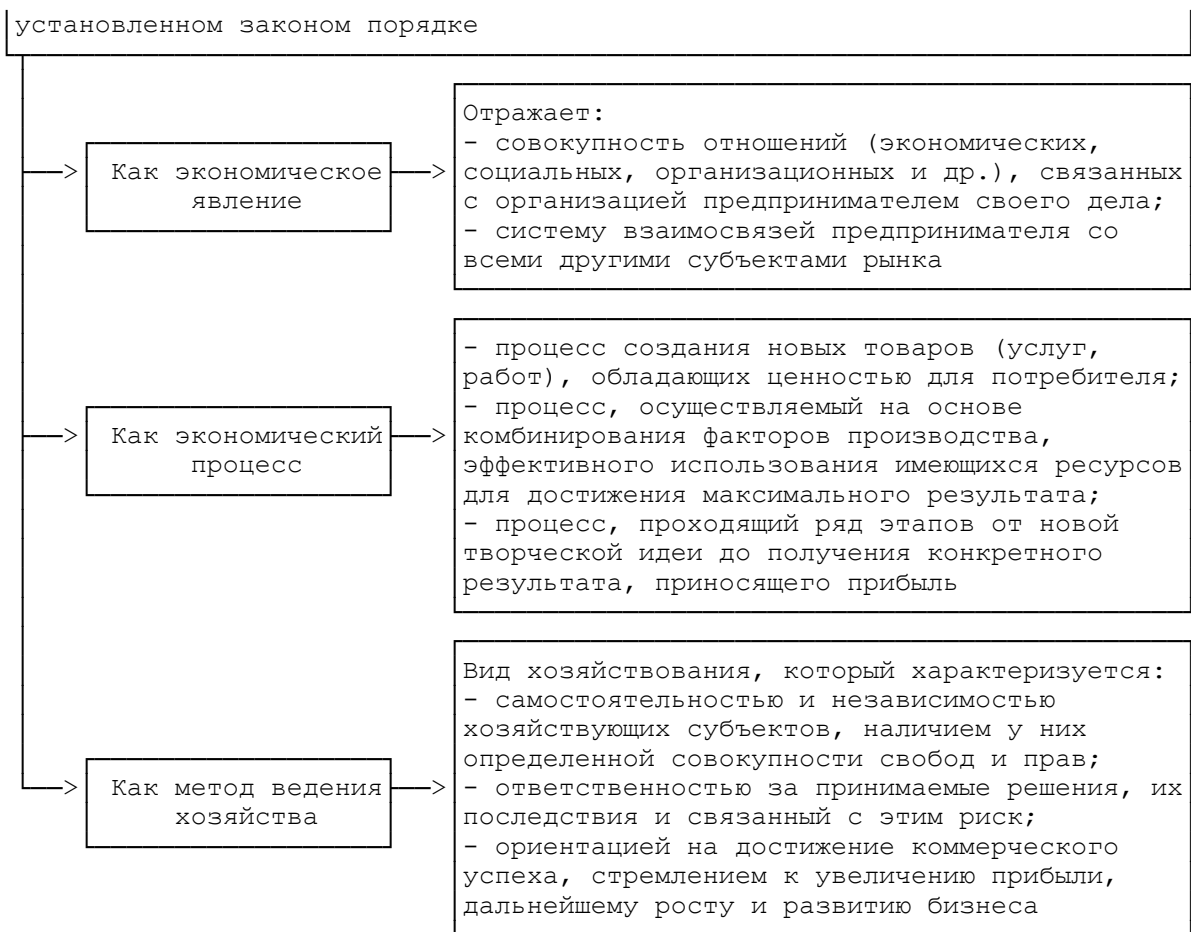 установленном законом порядке
Отражает:
- совокупность отношений (экономических,
социальных, организационных и др.), связанных
с организацией предпринимателем своего дела;
- систему взаимосвязей предпринимателя со
всеми другими субъектами рынка
Как экономическое
явление
- процесс создания новых товаров (услуг,
работ), обладающих ценностью для потребителя;
- процесс, осуществляемый на основе
комбинирования факторов производства,
эффективного использования имеющихся ресурсов
для достижения максимального результата;
- процесс, проходящий ряд этапов от новой
творческой идеи до получения конкретного
результата, приносящего прибыль
Как экономический
процесс
Вид хозяйствования, который характеризуется:
- самостоятельностью и независимостью
хозяйствующих субъектов, наличием у них
определенной совокупности свобод и прав;
- ответственностью за принимаемые решения, их
последствия и связанный с этим риск;
- ориентацией на достижение коммерческого
успеха, стремлением к увеличению прибыли,
дальнейшему росту и развитию бизнеса
Как метод ведения
хозяйства